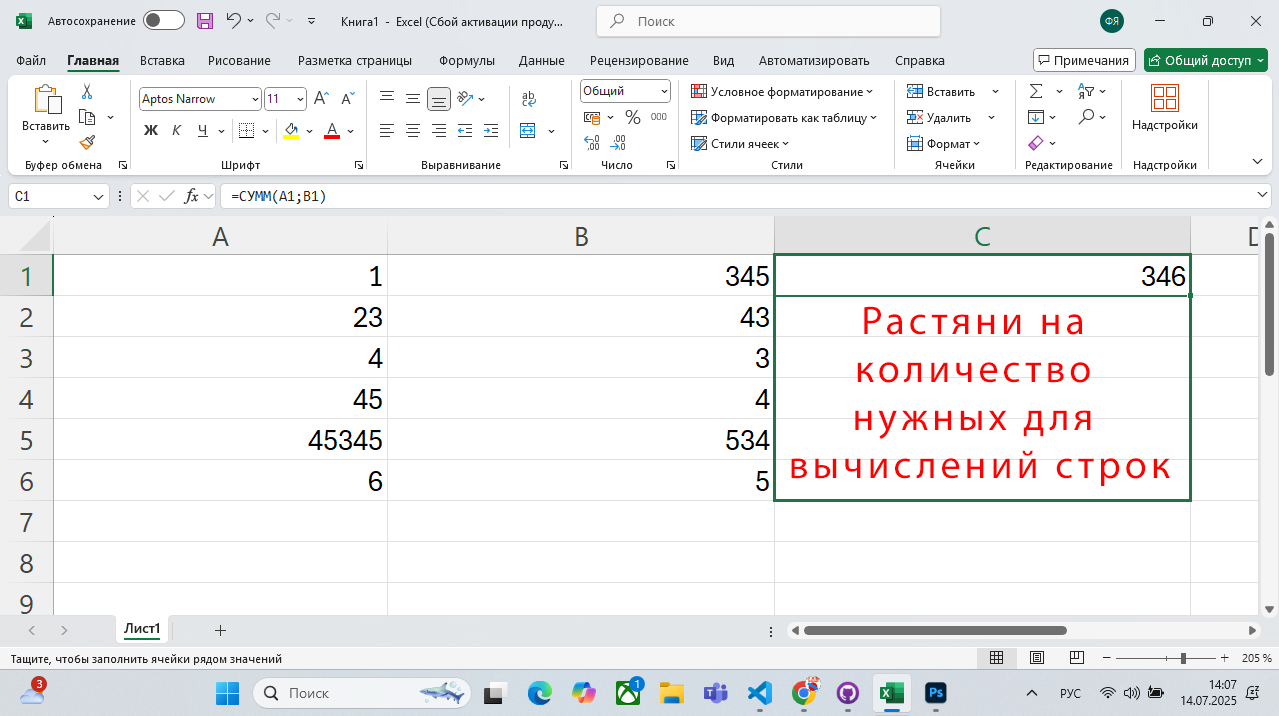 Автосохранение
Книга1 - Excel (Сбой активации проду...
Поиск
ФЯ
Файл Главная Вставка Рисование Разметка страницы Формулы Данные Рецензирование Вид Автоматизировать Справка
Примечания
Общий доступ
Вставить
Буфер обмена
Aptos Narrow 11
Ж К Ч
Шрифт
Выравнивание
Общий
% 000
Число
Условное форматирование
Форматировать как таблицу
Стили ячеек
Стили
Вставить
Удалить
Формат
Ячейки
Редактирование
Надстройки
Надстройки
C1
fx
=СУММ(A1;B1)
A B C
1 1 345 346
2 23 43
3 4 3
4 45 4
5 45345 534
6 6 5
7
8
9
Растяни на
количество
нужных для
вычислений строк
Лист1
Тащите, чтобы заполнить ячейки рядом значений
205 %
3
Поиск
1
Ps
РУС
14:07
14.07.2025